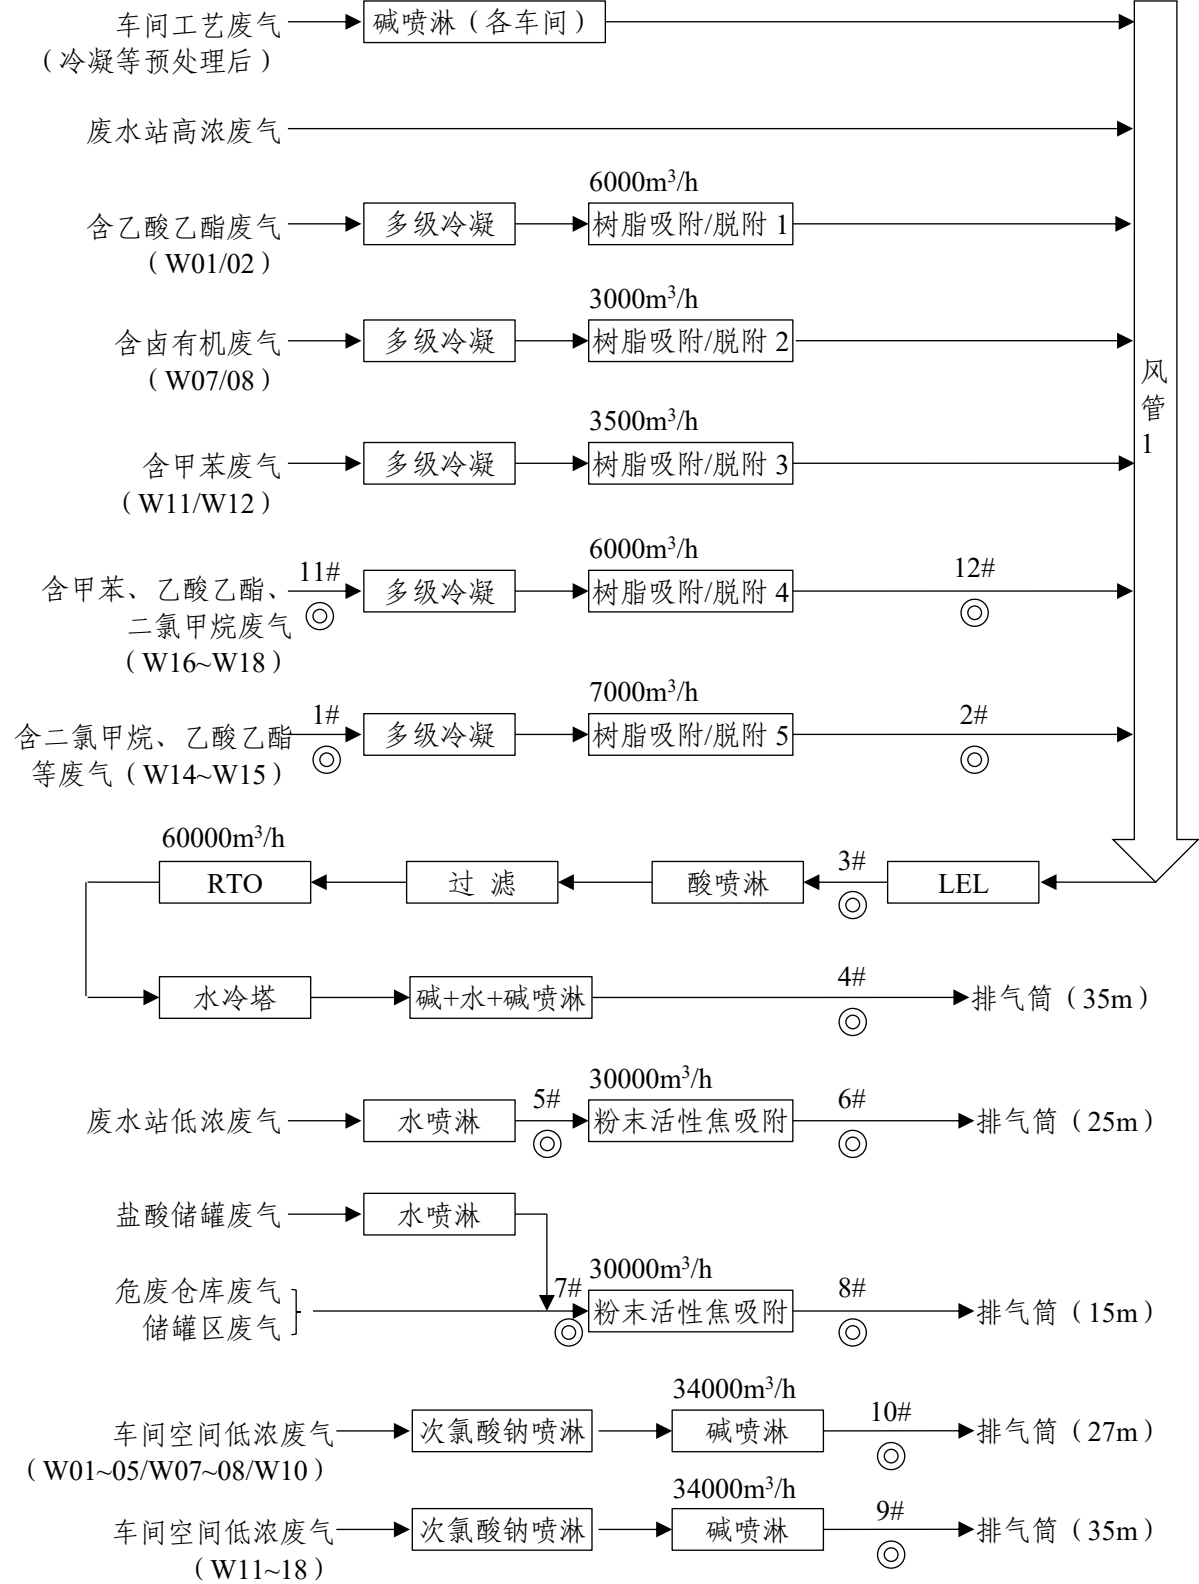 车间工艺废气
(冷凝等预处理后)
碱喷淋(各车间)
废水站高浓废气
6000m³/h
含乙酸乙酯废气
(W01/02)
多级冷凝
树脂吸附/脱附 1
3000m³/h
含卤有机废气
(W07/08)
多级冷凝
树脂吸附/脱附 2
风
管
1
3500m³/h
含甲苯废气
(W11/W12)
多级冷凝
树脂吸附/脱附 3
6000m³/h
含甲苯、乙酸乙酯、
二氯甲烷废气
(W16~W18)
11#
多级冷凝
树脂吸附/脱附 4
12#
7000m³/h
含二氯甲烷、乙酸乙酯
等废气(W14~W15)
1#
多级冷凝
树脂吸附/脱附 5
2#
60000m³/h
RTO
过 滤
酸喷淋
3#
LEL
水冷塔
碱+水+碱喷淋
4#
排气筒(35m)
30000m³/h
废水站低浓废气
水喷淋
5#
粉末活性焦吸附
6#
排气筒(25m)
盐酸储罐废气
水喷淋
30000m³/h
危废仓库废气
储罐区废气
7#
粉末活性焦吸附
8#
排气筒(15m)
34000m³/h
车间空间低浓废气
(W01~05/W07~08/W10)
次氯酸钠喷淋
碱喷淋
10#
排气筒(27m)
34000m³/h
车间空间低浓废气
(W11~18)
次氯酸钠喷淋
碱喷淋
9#
排气筒(35m)